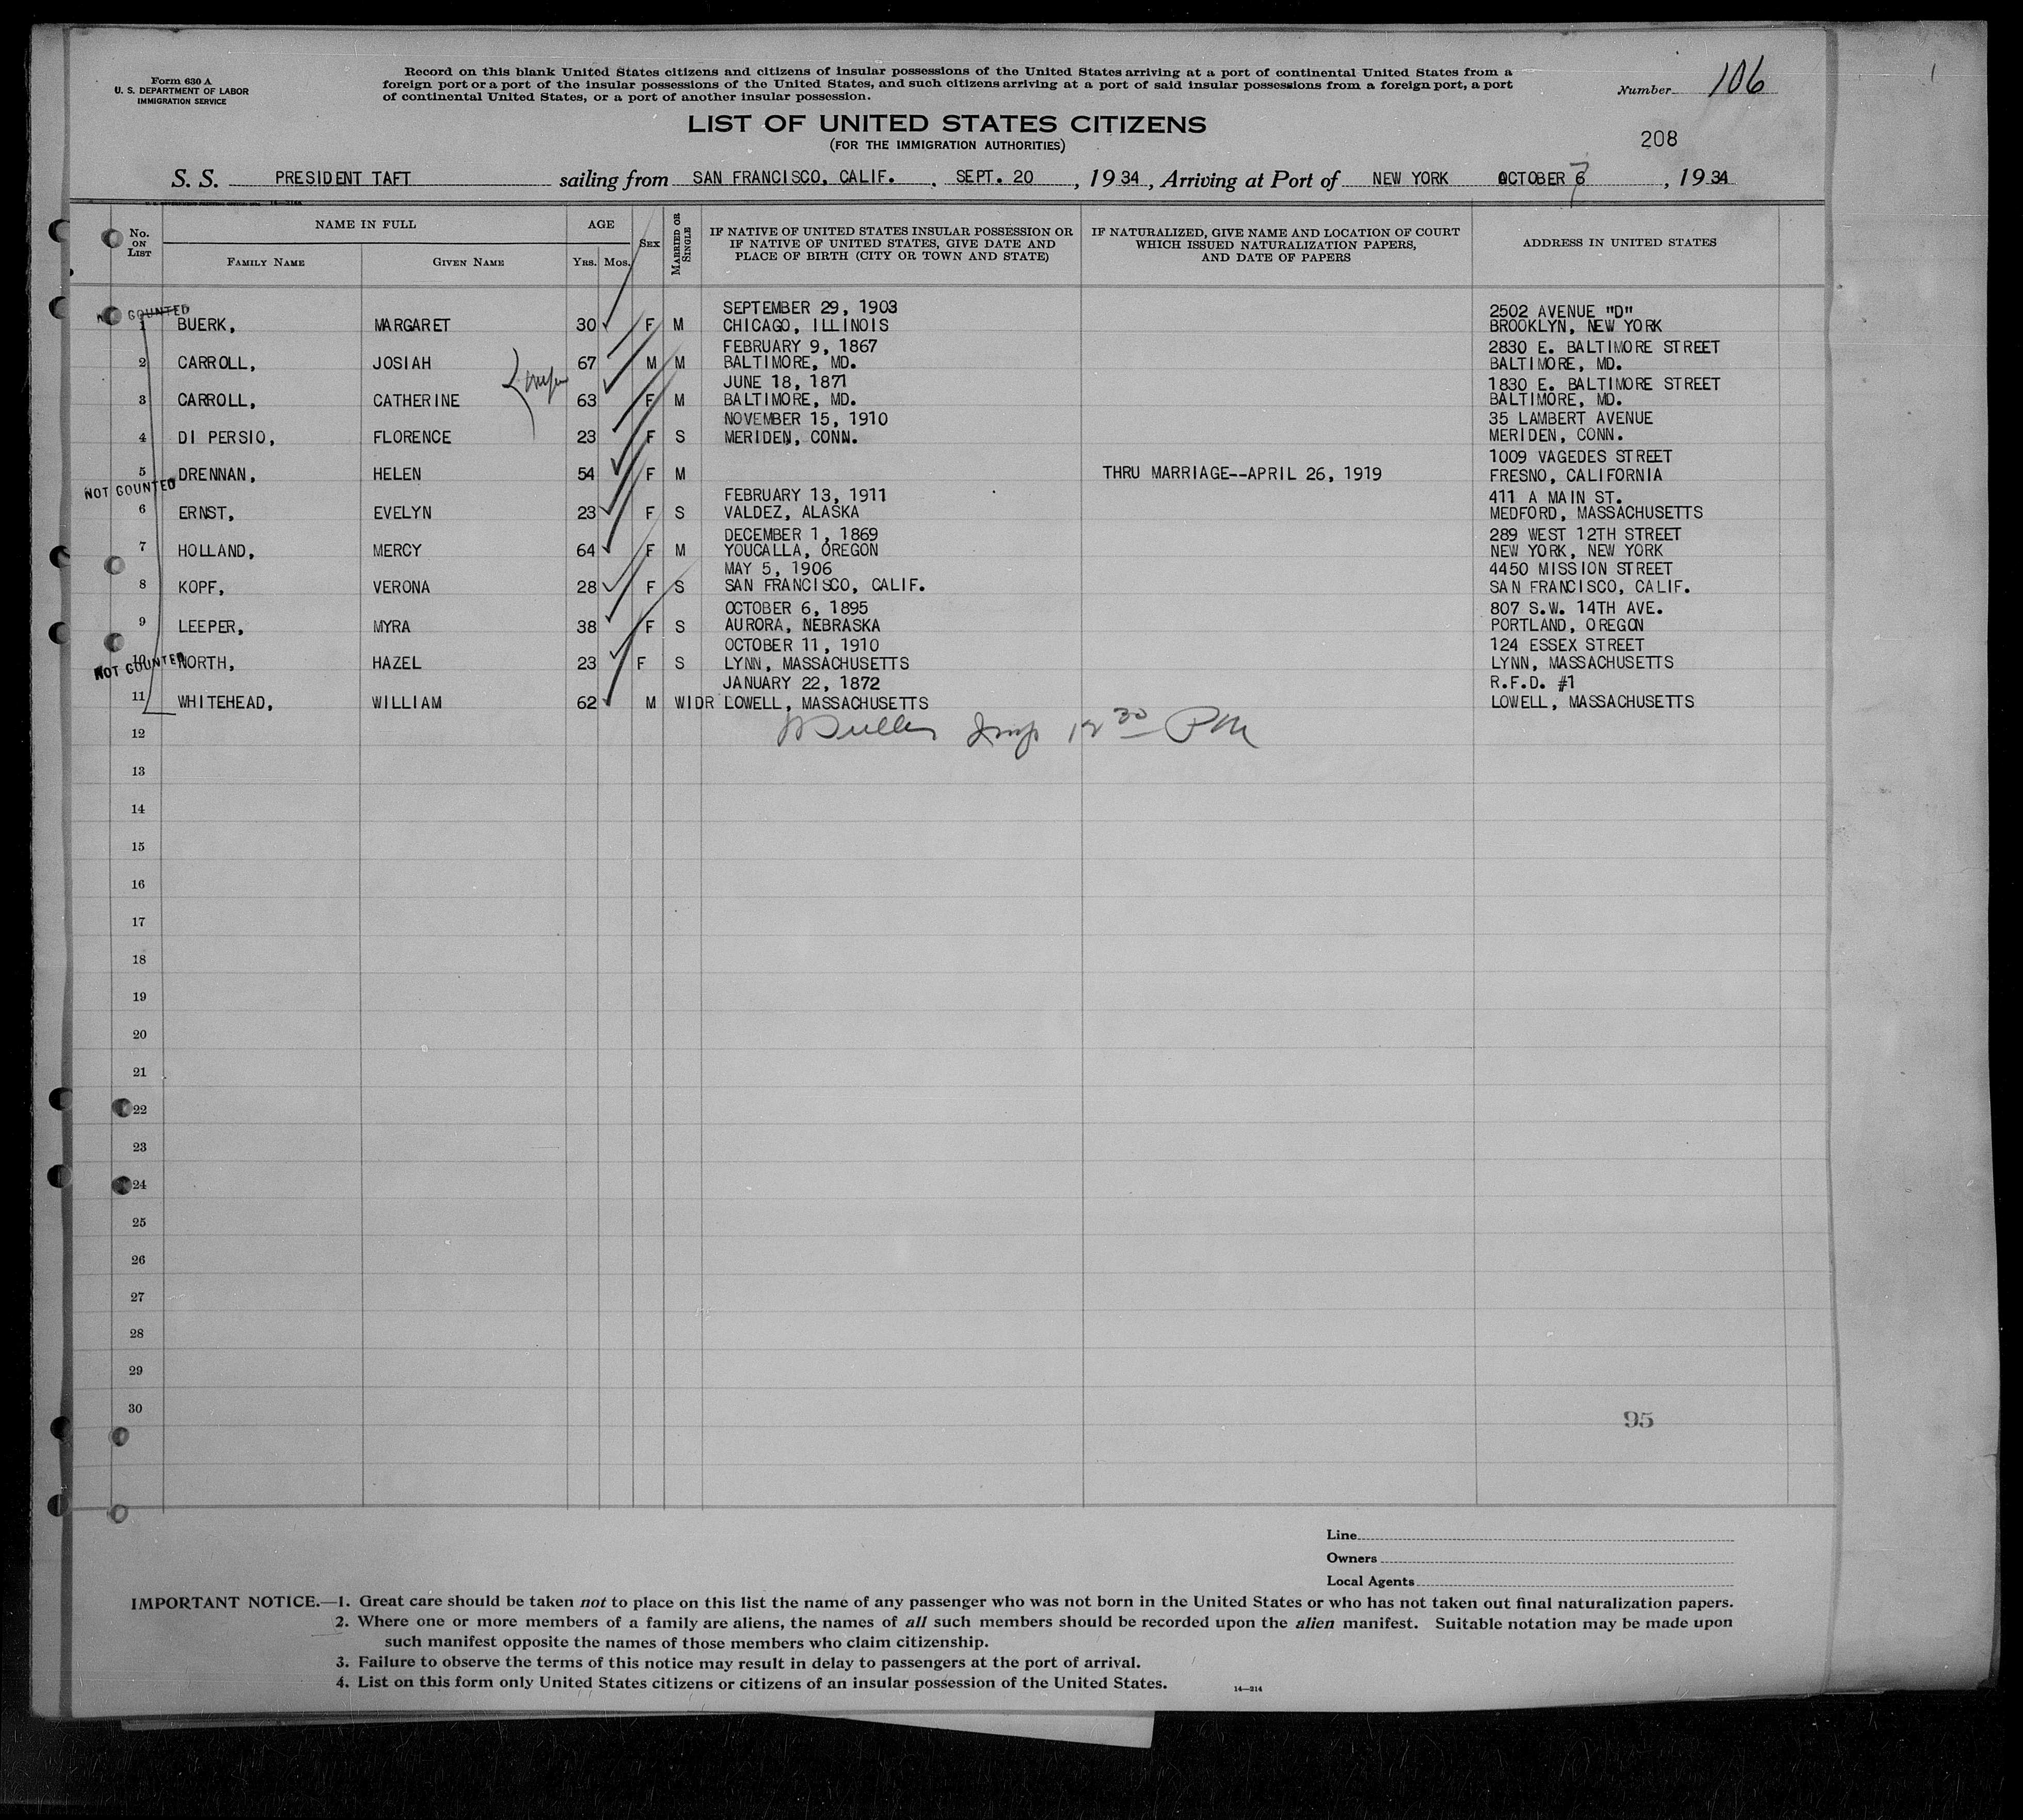 Form 630 A
U. S. DEPARTMENT OF LABOR
IMMIGRATION SERVICE
Record on this blank United States citizens and citizens of insular possessions of the United States arriving at a port of continental United States from a
foreign port or a port of the insular possessions of the United States, and such citizens arriving at a port of said insular possessions from a foreign port, a port
of continental United States, or a port of another insular possession.
Number 106
LIST OF UNITED STATES CITIZENS
(FOR THE IMMIGRATION AUTHORITIES)
208
S. S. PRESIDENT TAFT sailing from SAN FRANCISCO, CALIF. , SEPT. 20 , 1934 , Arriving at Port of NEW YORK OCTOBER 6 7 , 1934
No. ON LIST
NAME IN FULL
FAMILY NAME GIVEN NAME
AGE
YRS. MOS.
SEX
MARRIED OR SINGLE
IF NATIVE OF UNITED STATES INSULAR POSSESSION OR
IF NATIVE OF UNITED STATES, GIVE DATE AND
PLACE OF BIRTH (CITY OR TOWN AND STATE)
IF NATURALIZED, GIVE NAME AND LOCATION OF COURT
WHICH ISSUED NATURALIZATION PAPERS,
AND DATE OF PAPERS
ADDRESS IN UNITED STATES
NOT COUNTED
SEPTEMBER 29, 1903 2502 AVENUE "D"
1 BUERK, MARGARET 30 F M CHICAGO, ILLINOIS BROOKLYN, NEW YORK
FEBRUARY 9, 1867 2830 E. BALTIMORE STREET
2 CARROLL, JOSIAH 67 M M BALTIMORE, MD. BALTIMORE, MD.
JUNE 18, 1871 1830 E. BALTIMORE STREET
3 CARROLL, CATHERINE 63 F M BALTIMORE, MD. BALTIMORE, MD.
NOVEMBER 15, 1910 35 LAMBERT AVENUE
4 DI PERSIO, FLORENCE 23 F S MERIDEN, CONN. MERIDEN, CONN.
1009 VAGEDES STREET
5 DRENNAN, HELEN 54 F M THRU MARRIAGE--APRIL 26, 1919 FRESNO, CALIFORNIA
NOT COUNTED
FEBRUARY 13, 1911 411 A MAIN ST.
6 ERNST, EVELYN 23 F S VALDEZ, ALASKA MEDFORD, MASSACHUSETTS
DECEMBER 1, 1869 289 WEST 12TH STREET
7 HOLLAND, MERCY 64 F M YOUCALLA, OREGON NEW YORK, NEW YORK
MAY 5, 1906 4450 MISSION STREET
8 KOPF, VERONA 28 F S SAN FRANCISCO, CALIF. SAN FRANCISCO, CALIF.
OCTOBER 6, 1895 807 S.W. 14TH AVE.
9 LEEPER, MYRA 38 F S AURORA, NEBRASKA PORTLAND, OREGON
OCTOBER 11, 1910 124 ESSEX STREET
NOT COUNTED
10 NORTH, HAZEL 23 F S LYNN, MASSACHUSETTS LYNN, MASSACHUSETTS
JANUARY 22, 1872 R.F.D. #1
11 WHITEHEAD, WILLIAM 62 M WIDR LOWELL, MASSACHUSETTS LOWELL, MASSACHUSETTS
12 Insp 12 30 PM
13
14
15
16
17
18
19
20
21
22
23
24
25
26
27
28
29
30
95
Line
Owners
Local Agents
IMPORTANT NOTICE.—1. Great care should be taken not to place on this list the name of any passenger who was not born in the United States or who has not taken out final naturalization papers.
2. Where one or more members of a family are aliens, the names of all such members should be recorded upon the alien manifest. Suitable notation may be made upon
such manifest opposite the names of those members who claim citizenship.
3. Failure to observe the terms of this notice may result in delay to passengers at the port of arrival.
4. List on this form only United States citizens or citizens of an insular possession of the United States.
14—214